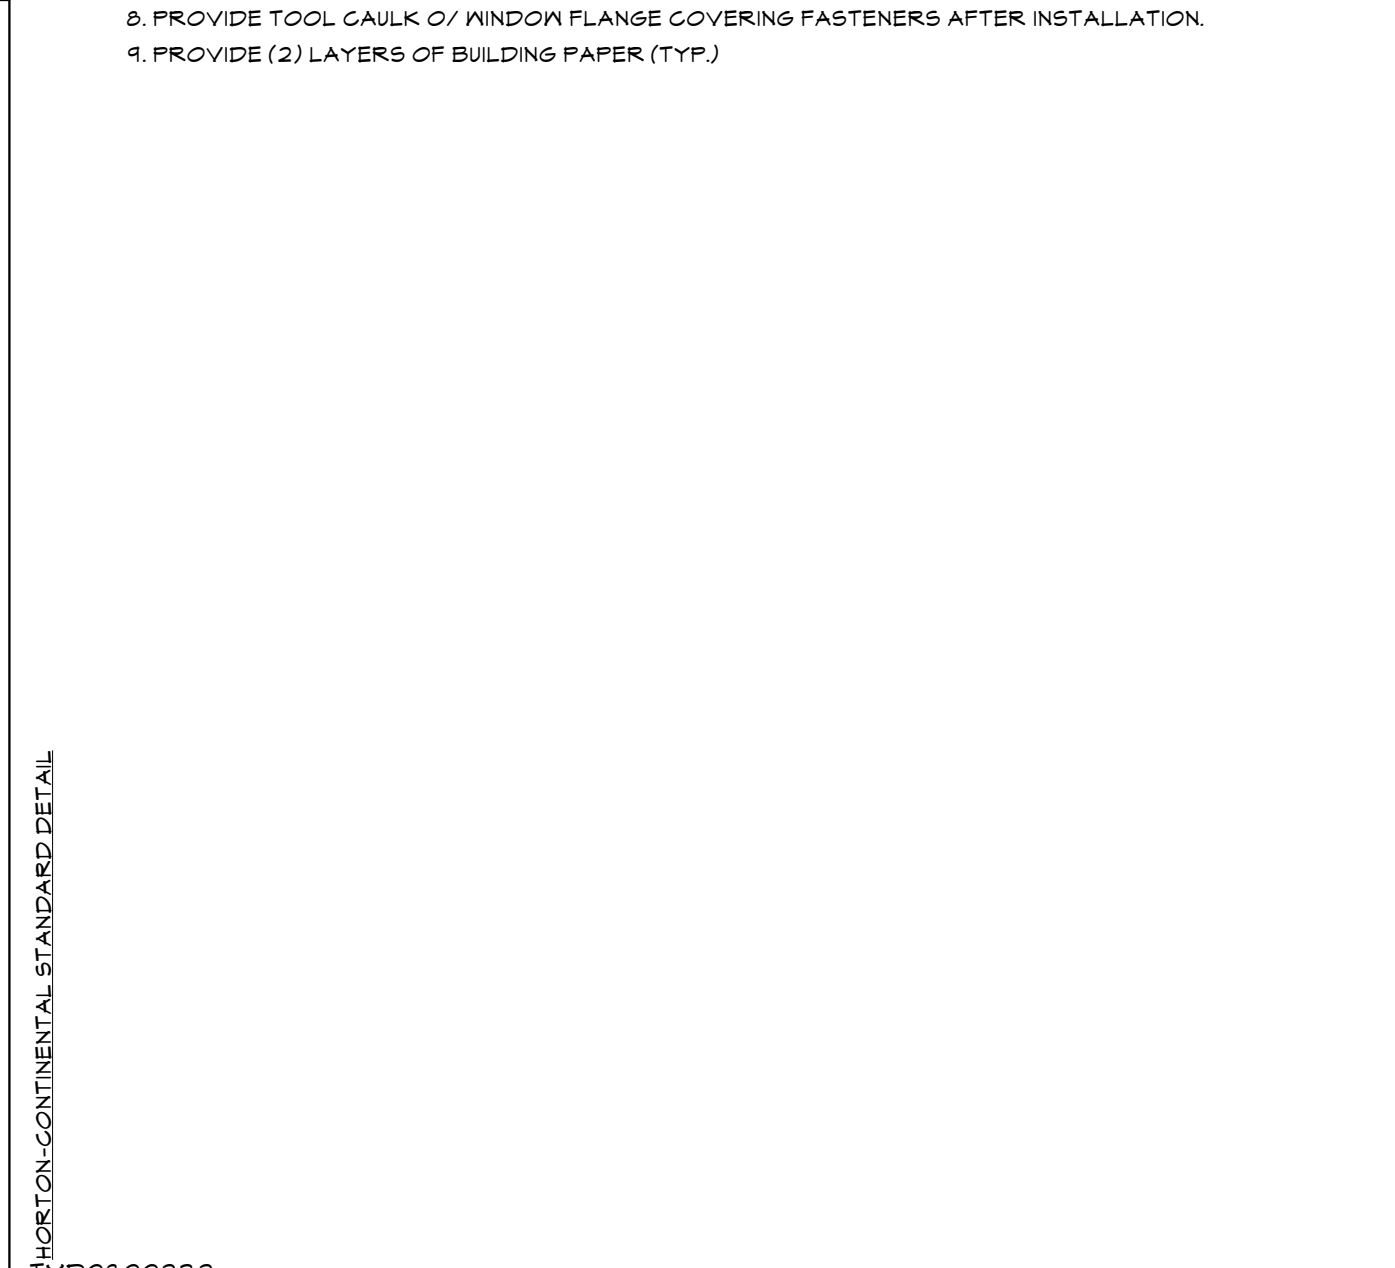 8. PROVIDE TOOL CAULK O/ WINDOW FLANGE COVERING FASTENERS AFTER INSTALLATION.
9. PROVIDE (2) LAYERS OF BUILDING PAPER (TYP.)
HORTON-CONTINENTAL STANDARD DETAIL